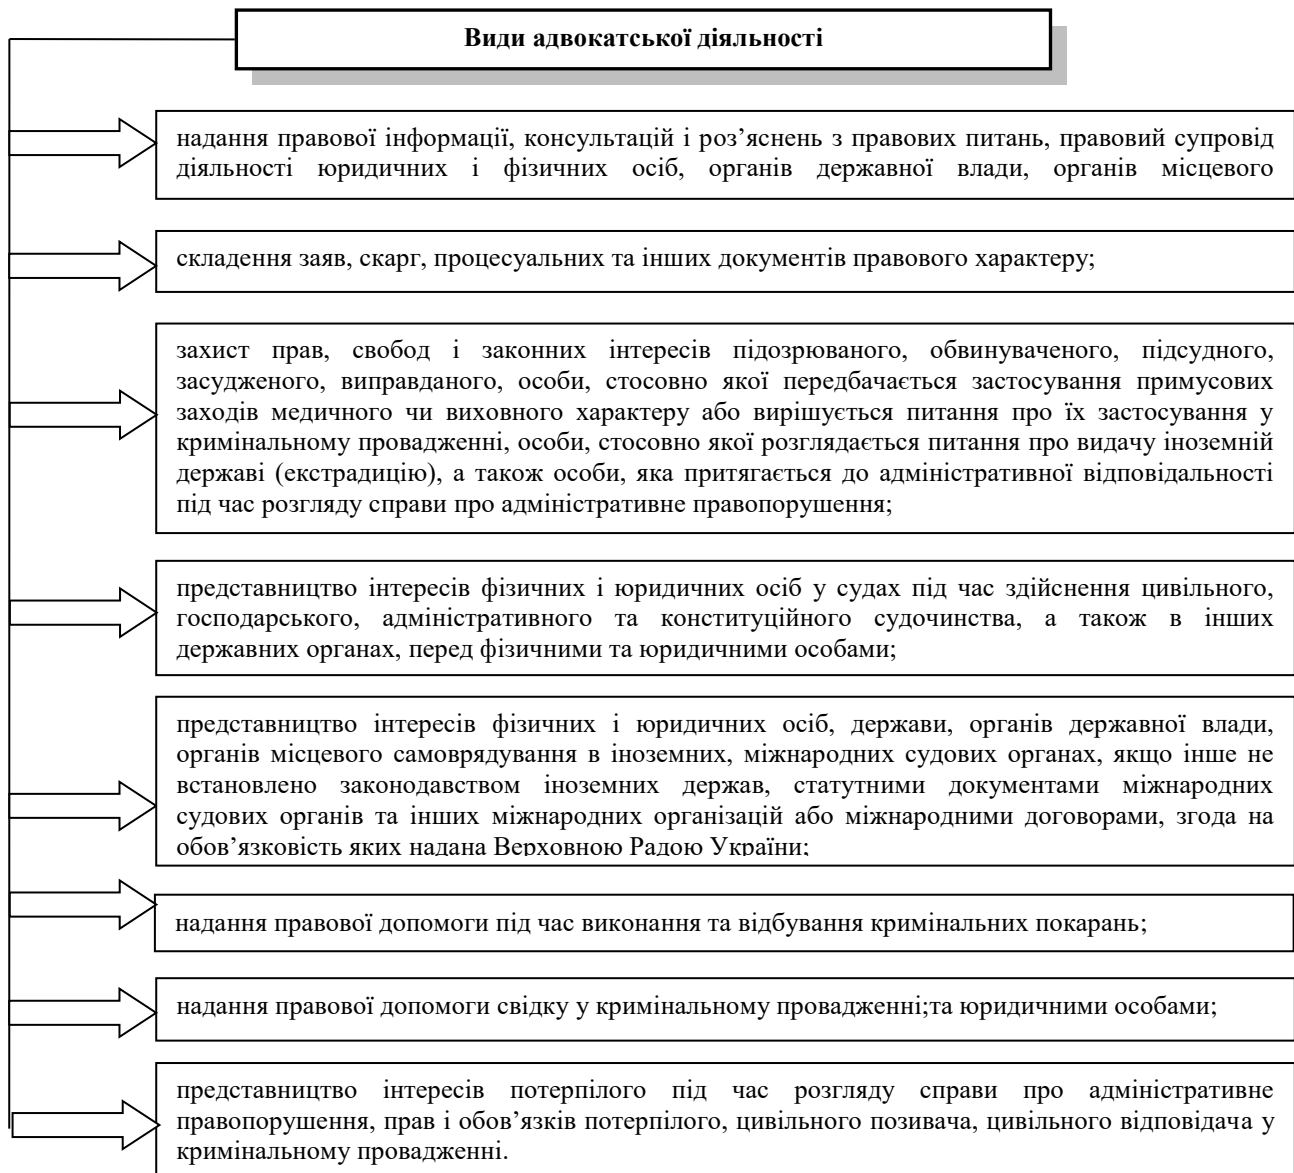 Види адвокатської діяльності
надання правової інформації, консультацій і роз’яснень з правових питань, правовий супровід
діяльності юридичних і фізичних осіб, органів державної влади, органів місцевого
складення заяв, скарг, процесуальних та інших документів правового характеру;
захист прав, свобод і законних інтересів підозрюваного, обвинуваченого, підсудного,
засудженого, виправданого, особи, стосовно якої передбачається застосування примусових
заходів медичного чи виховного характеру або вирішується питання про їх застосування у
кримінальному провадженні, особи, стосовно якої розглядається питання про видачу іноземній
державі (екстрадицію), а також особи, яка притягається до адміністративної відповідальності
під час розгляду справи про адміністративне правопорушення;
представництво інтересів фізичних і юридичних осіб у судах під час здійснення цивільного,
господарського, адміністративного та конституційного судочинства, а також в інших
державних органах, перед фізичними та юридичними особами;
представництво інтересів фізичних і юридичних осіб, держави, органів державної влади,
органів місцевого самоврядування в іноземних, міжнародних судових органах, якщо інше не
встановлено законодавством іноземних держав, статутними документами міжнародних
судових органів та інших міжнародних організацій або міжнародними договорами, згода на
обов’язковість яких надана Верховною Радою України;
надання правової допомоги під час виконання та відбування кримінальних покарань;
надання правової допомоги свідку у кримінальному провадженні;та юридичними особами;
представництво інтересів потерпілого під час розгляду справи про адміністративне
правопорушення, прав і обов’язків потерпілого, цивільного позивача, цивільного відповідача у
кримінальному провадженні.